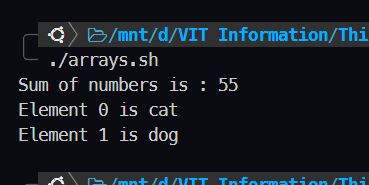 /mnt/d/VIT Information/Thi
./arrays.sh
Sum of numbers is : 55
Element 0 is cat
Element 1 is dog
/mnt/d/VIT Information/Thi